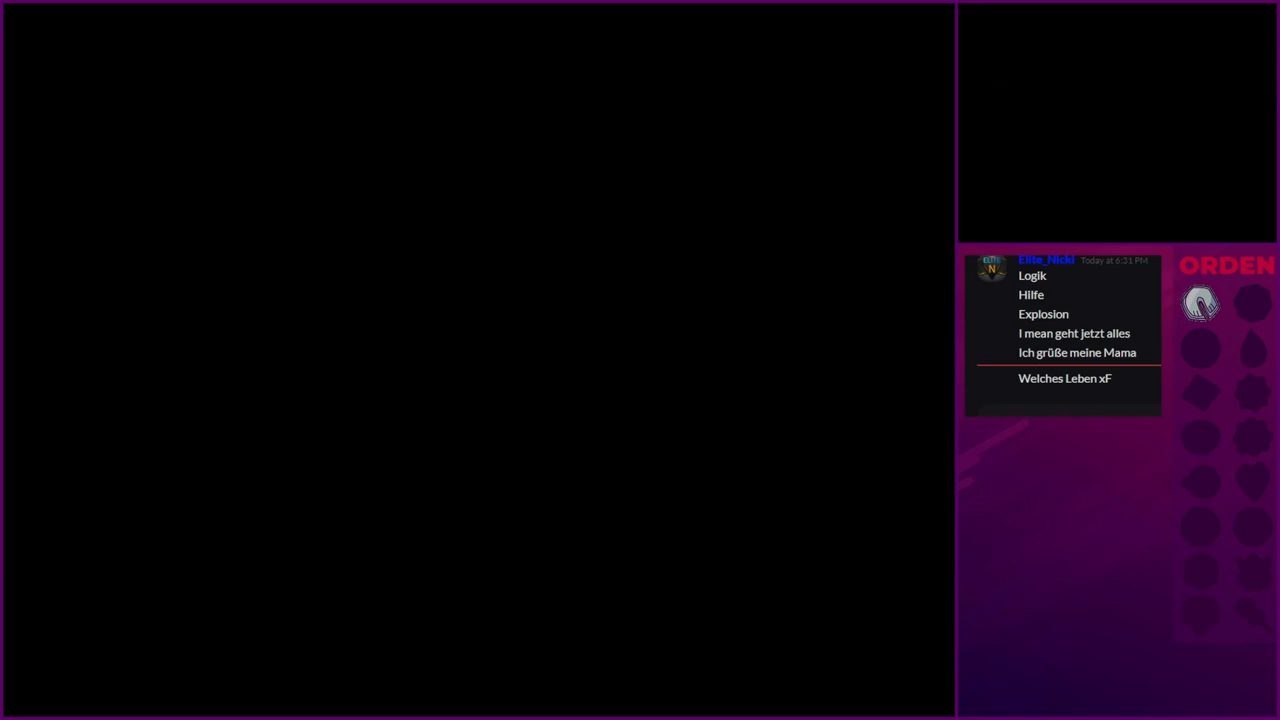 Elite_Nicki Today at 6:31 PM
ELITE
N
Logik
Hilfe
Explosion
I mean geht jetzt alles
Ich grüße meine Mama
Welches Leben xF
ORDEN